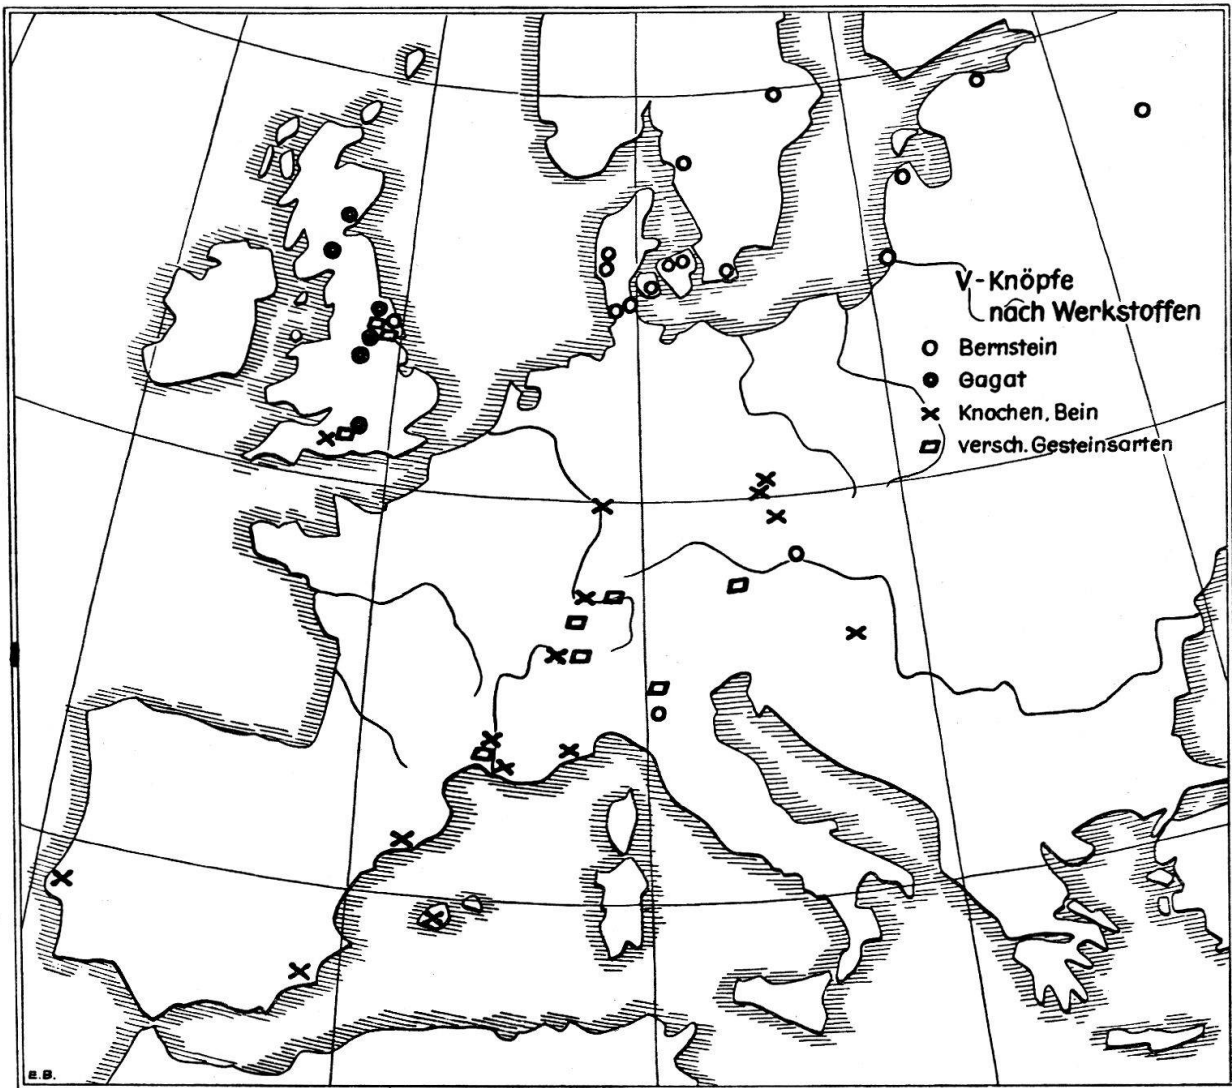 V-Knöpfe
nach Werkstoffen
Bernstein
Gagat
Knochen, Bein
versch. Gesteinsarten
E.B.